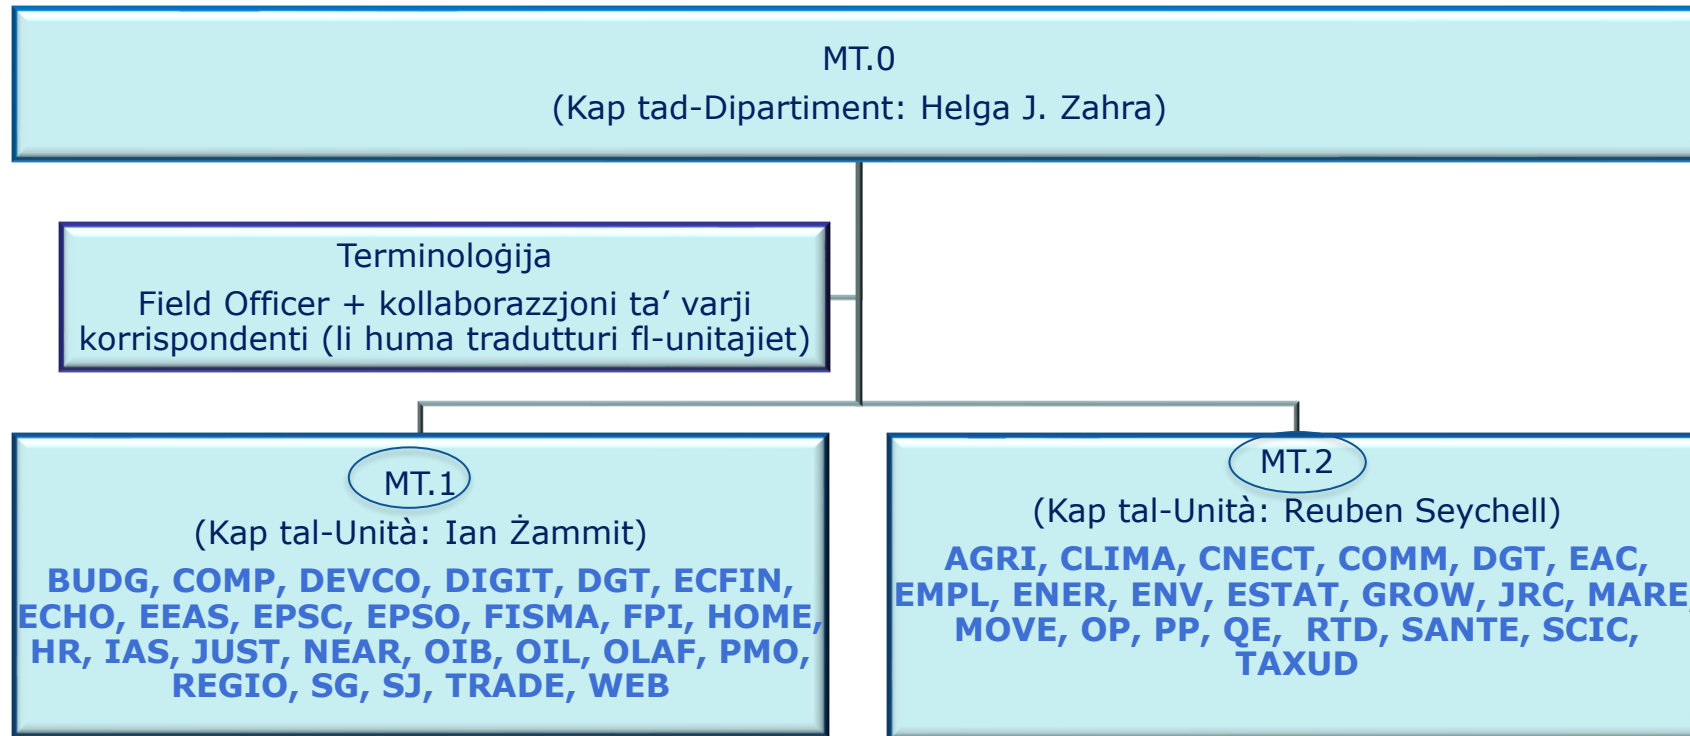 MT.0
(Kap tad-Dipartiment: Helga J. Zahra)
Terminoloġija
Field Officer + kollaborazzjoni ta’ varji
korrispondenti (li huma tradutturi fl-unitajiet)
MT.1
(Kap tal-Unità: Ian Żammit)
BUDG, COMP, DEVCO, DIGIT, DGT, ECFIN,
ECHO, EEAS, EPSC, EPSO, FISMA, FPI, HOME,
HR, IAS, JUST, NEAR, OIB, OIL, OLAF, PMO,
REGIO, SG, SJ, TRADE, WEB
MT.2
(Kap tal-Unità: Reuben Seychell)
AGRI, CLIMA, CNECT, COMM, DGT, EAC,
EMPL, ENER, ENV, ESTAT, GROW, JRC, MARE,
MOVE, OP, PP, QE, RTD, SANTE, SCIC,
TAXUD